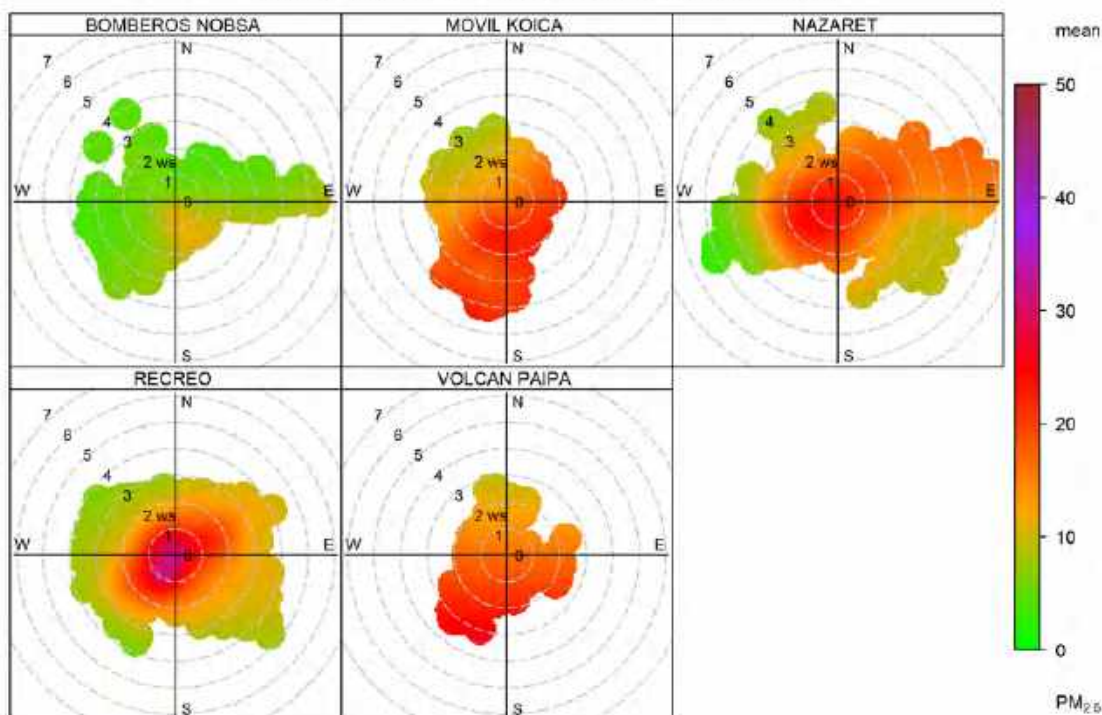 BOMBEROS NOBSA
MOVIL KOICA
NAZARET
mean
N
7
6
5
4
3
2 ws
1
0
W
E
S
N
7
6
5
4
3
2 ws
1
0
W
E
S
N
7
6
5
4
3
2 ws
1
0
W
E
S
50
40
30
20
10
0
RECREO
VOLCAN PAIPA
N
7
6
5
4
3
2 ws
1
0
W
E
S
N
7
6
5
4
3
2 ws
1
0
W
E
S
PM2.5